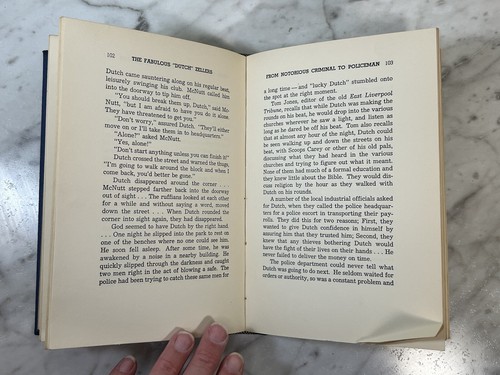 102
THE FABULOUS "DUTCH" ZELLERS
Dutch came sauntering along on his regular beat,
leisurely swinging his club. McNutt called him
into the doorway to tip him off.
"You should break them up, Dutch," said Mc-
Nutt, "but I am afraid to have you do it alone.
They have threatened to get you."
"Don't worry," assured Dutch. "They'll either
move on or I'll take them in to headquarters."
"Alone?" asked McNutt.
"Yes, alone!"
"Don't start anything unless you can finish it!"
Dutch crossed the street and warned the thugs,
"I'm going to walk around the block and when I
come back, you'd better be gone."
Dutch disappeared around the corner . . .
McNutt stepped farther back into the doorway
out of sight . . . The ruffians looked at each other
for a while and without saying a word, moved
down the street . . . When Dutch rounded the
corner into sight again, they had disappeared.
God seemed to have Dutch by the right hand
. . . One night he slipped into the park to rest on
one of the benches where no one could see him.
He soon fell asleep. After some time, he was
awakened by a noise in a nearby building. He
quickly slipped through the darkness and caught
two men right in the act of blowing a safe. The
police had been trying to catch these same men for
FROM NOTORIOUS CRIMINAL TO POLICEMAN
103
a long time — and "lucky Dutch" stumbled onto
the spot at the right moment.
Tom Jones, editor of the old East Liverpool
Tribune, recalls that while Dutch was making the
rounds on his beat, he would drop into the various
churches wherever he saw a light, and listen as
long as he dared be off his beat. Tom also recalls
that at almost any hour of the night, Dutch could
be seen walking up and down the streets on his
beat, with Scoops Carey or other of his old pals,
discussing what they had heard in the various
churches and trying to figure out what it meant.
None of them had much of a formal education and
they knew little about the Bible. They would dis-
cuss religion by the hour as they walked with
Dutch on his rounds.
A number of the local industrial officials asked
for Dutch, when they called the police headquar-
ters for a police escort in transporting their pay-
rolls. They did this for two reasons; First, they
wanted to give Dutch confidence in himself by
assuring him that they trusted him; Second, they
knew that any thieves bothering Dutch would
have the fight of their lives on their hands . . . He
never failed to deliver the money on time.
The police department could never tell what
Dutch was going to do next. He seldom waited for
orders or authority, so was a constant problem and